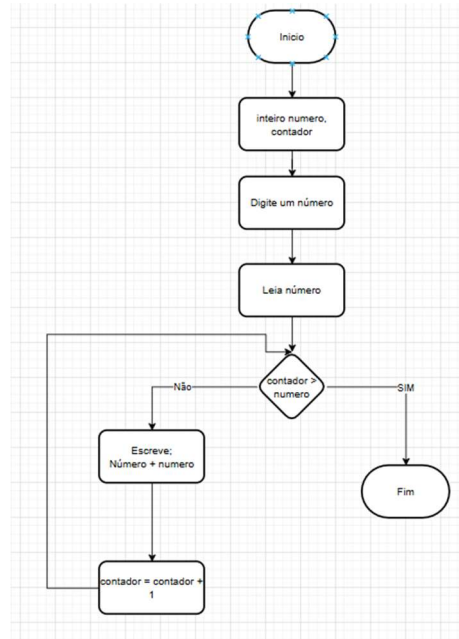 Inicio
inteiro numero,
contador
Digite um número
Leia número
contador >
numero
Não
SIM
Escreve;
Número + numero
Fim
contador = contador +
1